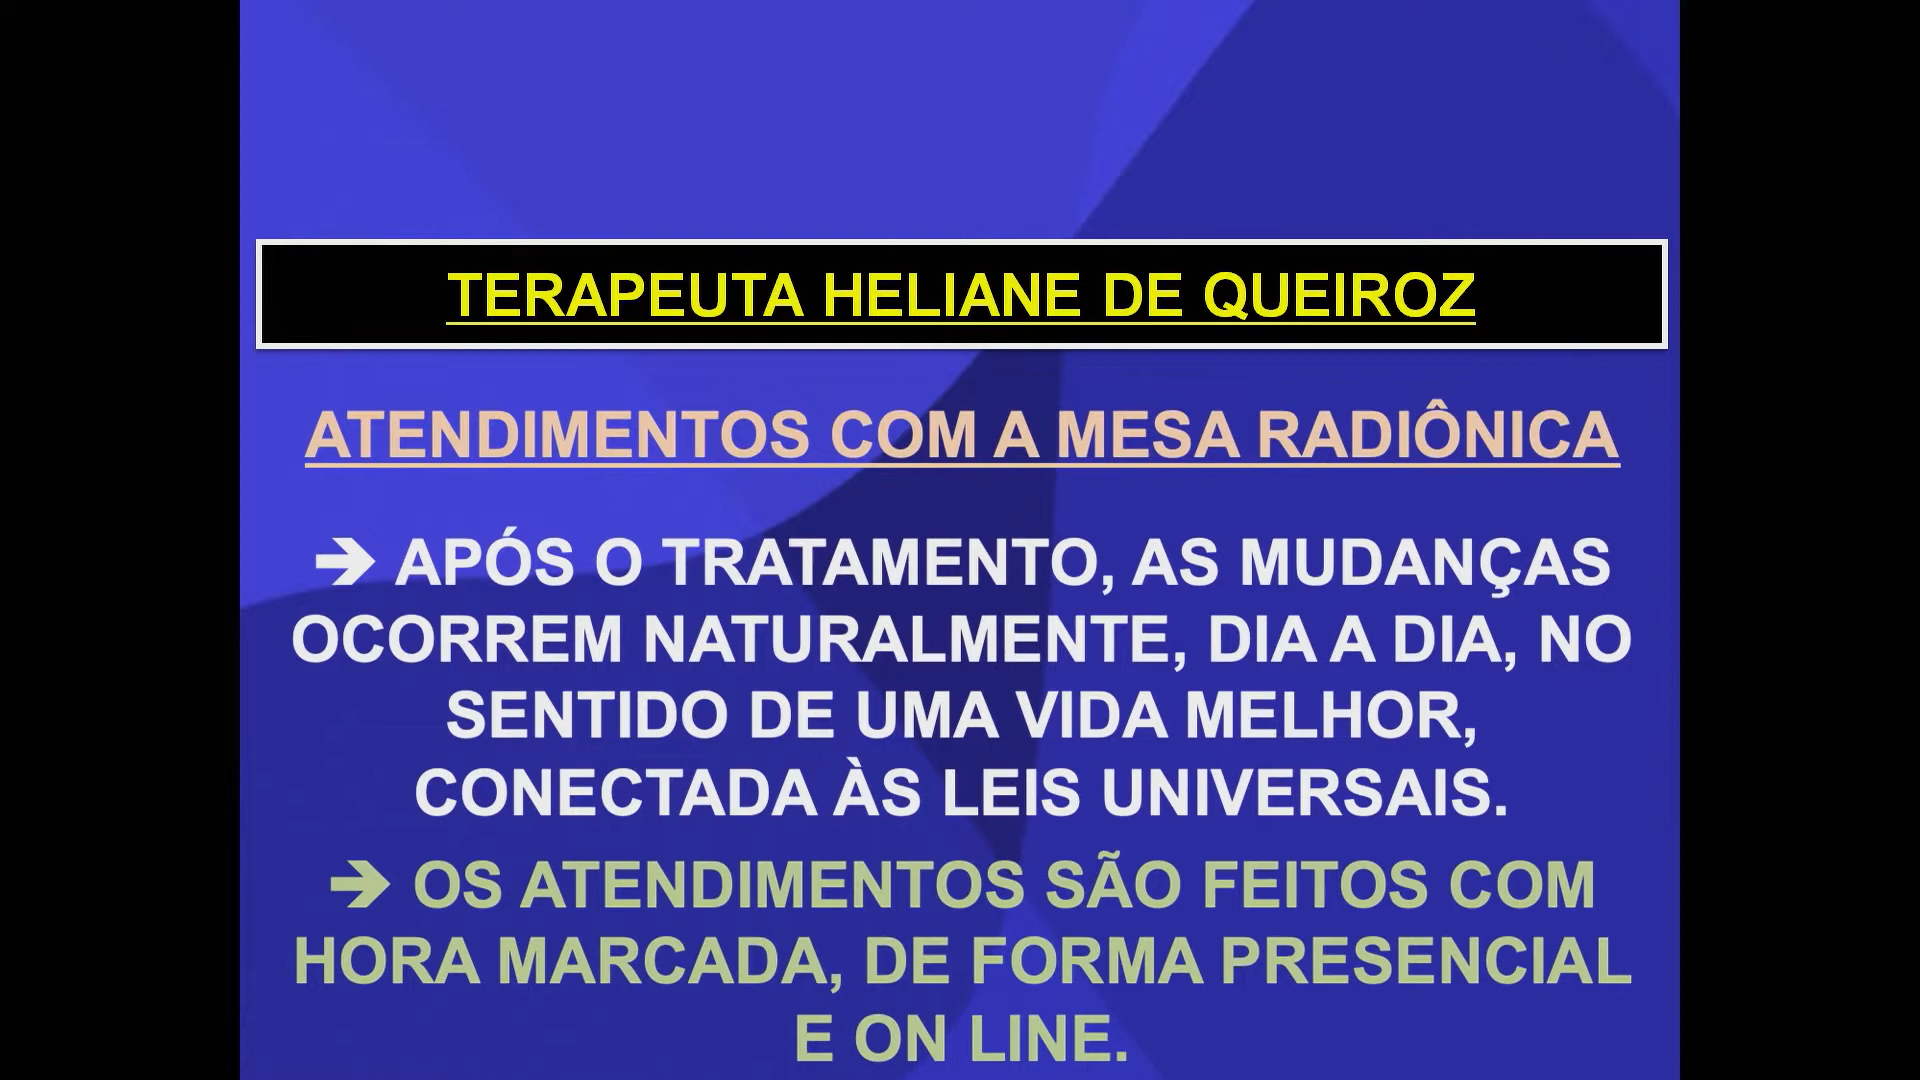 TERAPEUTA HELIANE DE QUEIROZ
ATENDIMENTOS COM A MESA RADIÔNICA
➔ APÓS O TRATAMENTO, AS MUDANÇAS
OCORREM NATURALMENTE, DIA A DIA, NO
SENTIDO DE UMA VIDA MELHOR,
CONECTADA ÀS LEIS UNIVERSAIS.
➔ OS ATENDIMENTOS SÃO FEITOS COM
HORA MARCADA, DE FORMA PRESENCIAL
E ON LINE.